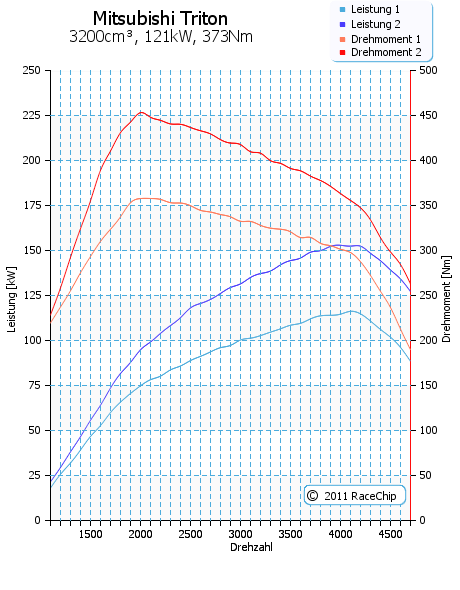 Mitsubishi Triton
3200cm³, 121kW, 373Nm
Leistung 1
Leistung 2
Drehmoment 1
Drehmoment 2
250
225
200
175
150
125
100
75
50
25
0
Leistung [kW]
500
450
400
350
300
250
200
150
100
50
0
Drehmoment [Nm]
© 2011 RaceChip
1500 2000 2500 3000 3500 4000 4500
Drehzahl